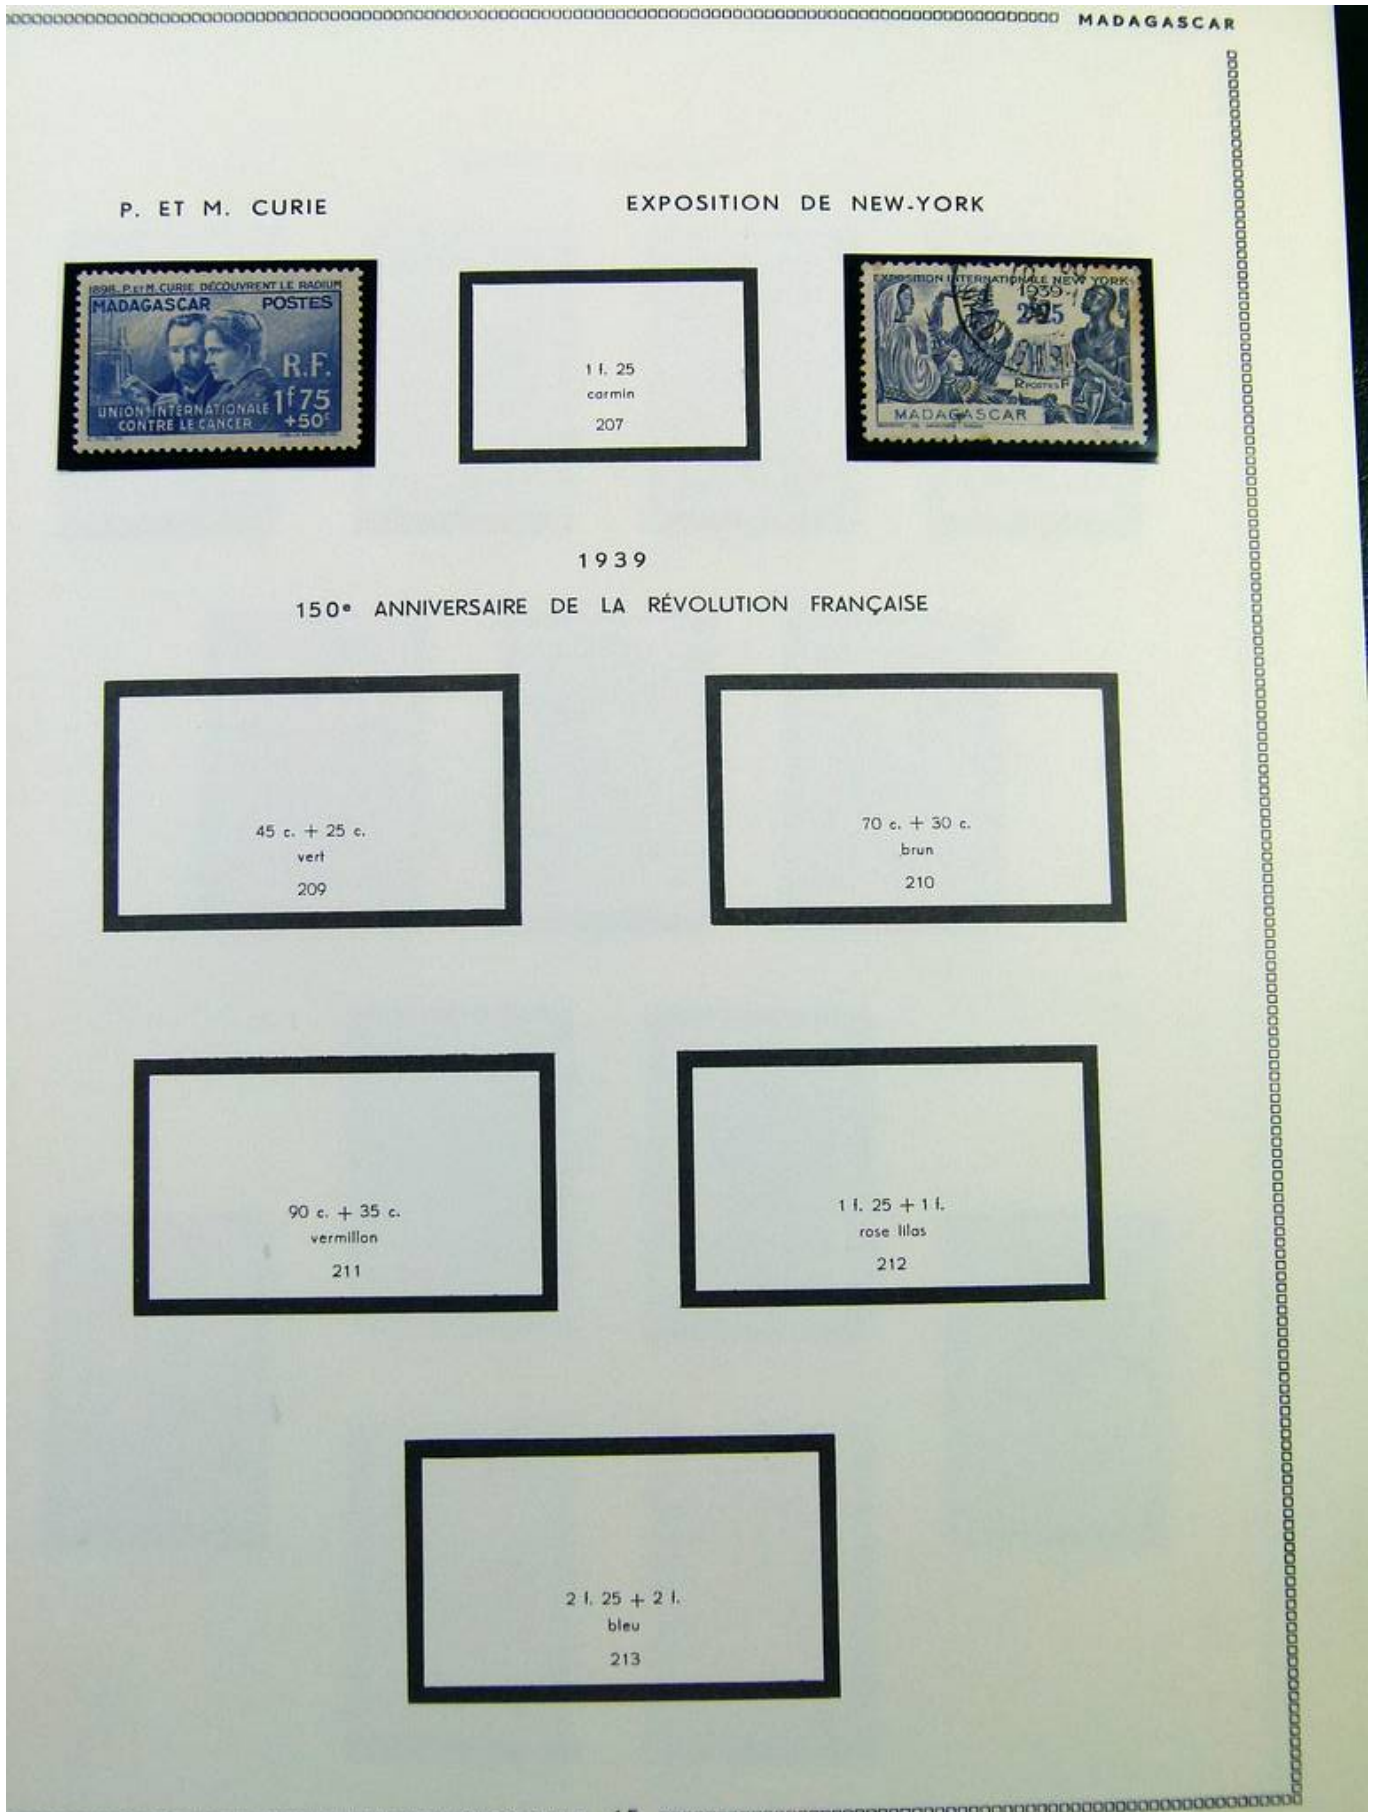 MADAGASCAR
P. ET M. CURIE
EXPOSITION DE NEW-YORK
1898_P.ET M. CURIE DÉCOUVRENT LE RADIUM
MADAGASCAR POSTES
R.F.
UNION INTERNATIONALE 1f75
CONTRE LE CANCER +50c
1 f. 25
carmin
207
EXPOSITION INTERNATIONALE NEW YORK
1939
2F25
R POSTES F
MADAGASCAR
1939
150e ANNIVERSAIRE DE LA RÉVOLUTION FRANÇAISE
45 c. + 25 c.
vert
209
70 c. + 30 c.
brun
210
90 c. + 35 c.
vermillon
211
1 f. 25 + 1 f.
rose lilas
212
2 f. 25 + 2 f.
bleu
213